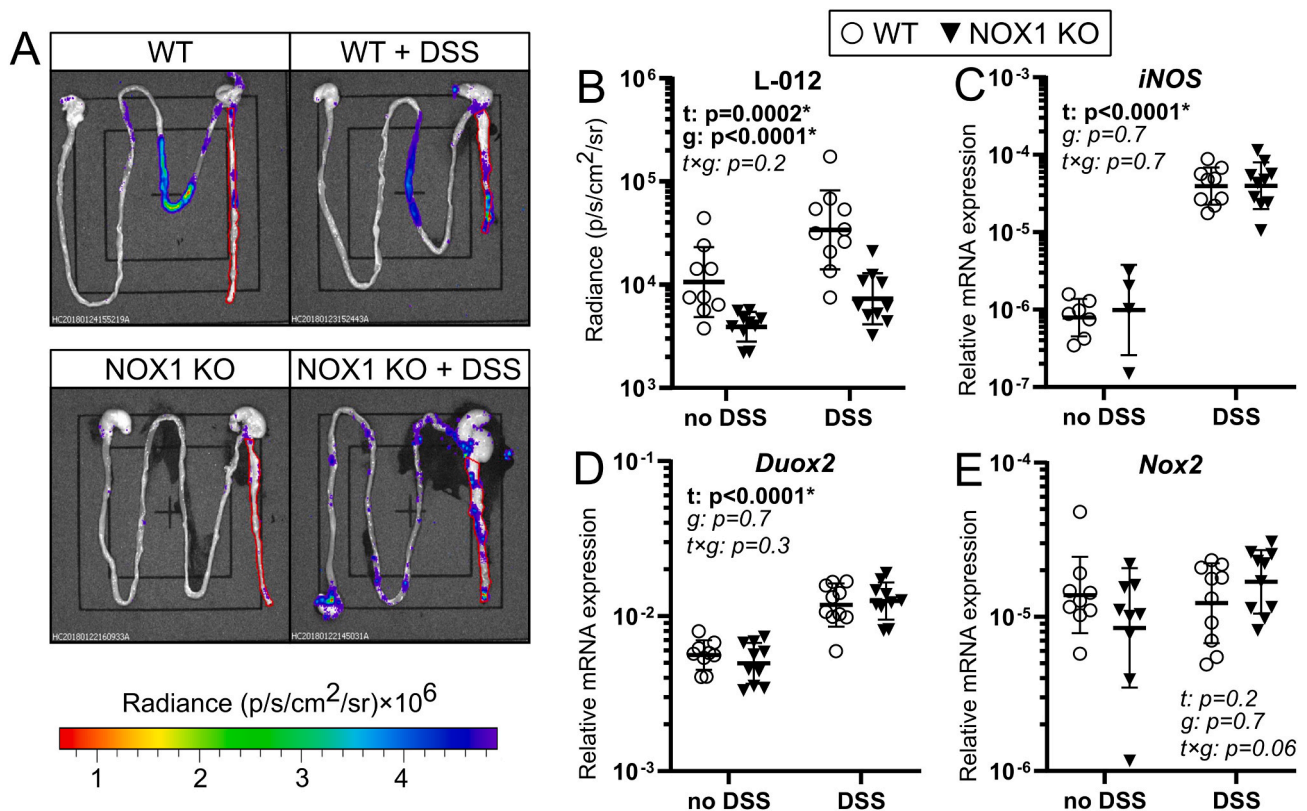 WT NOX1 KO
A
WT
WT + DSS
HC20180124155219A
HC20180123152443A
NOX1 KO
NOX1 KO + DSS
HC20180122160933A
HC20180122145031A
Radiance (p/s/cm²/sr)×10⁶
1 2 3 4
B
L-012
t: p=0.0002*
g: p<0.0001*
t×g: p=0.2
Radiance (p/s/cm²/sr)
10⁶
10⁵
10⁴
10³
no DSS DSS
C
iNOS
t: p<0.0001*
g: p=0.7
t×g: p=0.7
Relative mRNA expression
10⁻³
10⁻⁴
10⁻⁵
10⁻⁶
10⁻⁷
no DSS DSS
D
Duox2
t: p<0.0001*
g: p=0.7
t×g: p=0.3
Relative mRNA expression
10⁻¹
10⁻²
10⁻³
no DSS DSS
E
Nox2
Relative mRNA expression
10⁻⁴
10⁻⁵
10⁻⁶
t: p=0.2
g: p=0.7
t×g: p=0.06
no DSS DSS